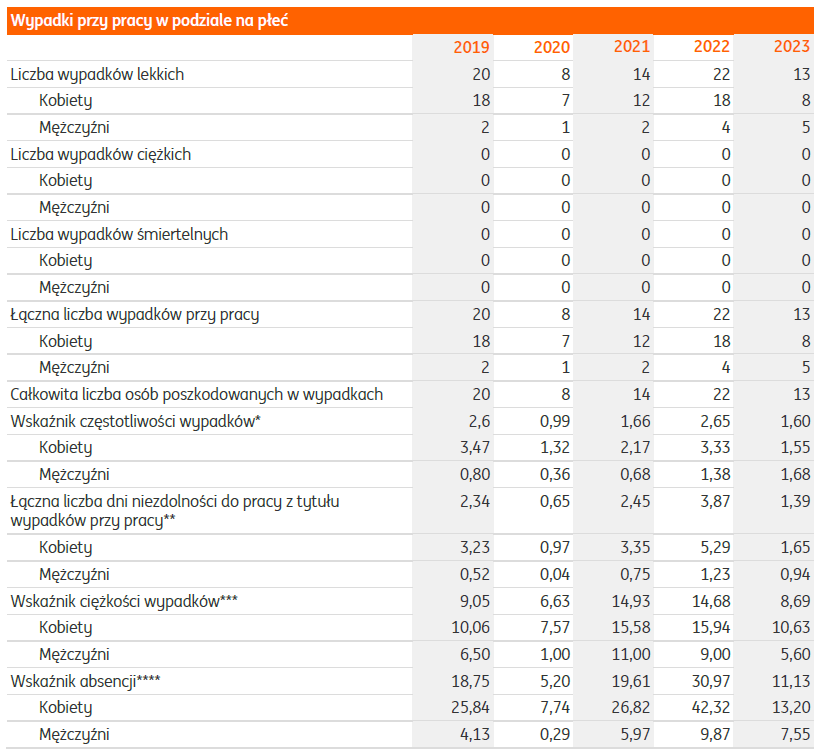 Wypadki przy pracy w podziale na płeć
2019 2020 2021 2022 2023
Liczba wypadków lekkich 20 8 14 22 13
Kobiety 18 7 12 18 8
Mężczyźni 2 1 2 4 5
Liczba wypadków ciężkich 0 0 0 0 0
Kobiety 0 0 0 0 0
Mężczyźni 0 0 0 0 0
Liczba wypadków śmiertelnych 0 0 0 0 0
Kobiety 0 0 0 0 0
Mężczyźni 0 0 0 0 0
Łączna liczba wypadków przy pracy 20 8 14 22 13
Kobiety 18 7 12 18 8
Mężczyźni 2 1 2 4 5
Całkowita liczba osób poszkodowanych w wypadkach 20 8 14 22 13
Wskaźnik częstotliwości wypadków* 2,6 0,99 1,66 2,65 1,60
Kobiety 3,47 1,32 2,17 3,33 1,55
Mężczyźni 0,80 0,36 0,68 1,38 1,68
Łączna liczba dni niezdolności do pracy z tytułu 2,34 0,65 2,45 3,87 1,39
wypadków przy pracy**
Kobiety 3,23 0,97 3,35 5,29 1,65
Mężczyźni 0,52 0,04 0,75 1,23 0,94
Wskaźnik ciężkości wypadków*** 9,05 6,63 14,93 14,68 8,69
Kobiety 10,06 7,57 15,58 15,94 10,63
Mężczyźni 6,50 1,00 11,00 9,00 5,60
Wskaźnik absencji**** 18,75 5,20 19,61 30,97 11,13
Kobiety 25,84 7,74 26,82 42,32 13,20
Mężczyźni 4,13 0,29 5,97 9,87 7,55